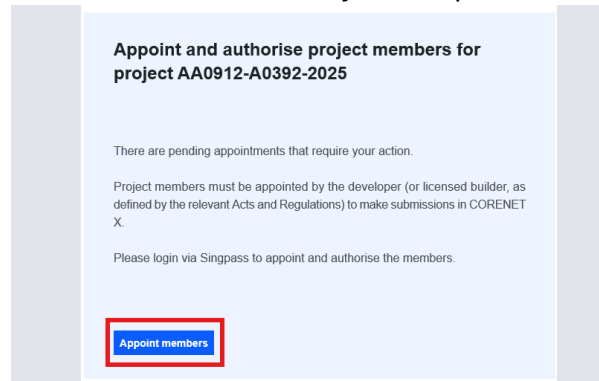 Appoint and authorise project members for
project AA0912-A0392-2025
There are pending appointments that require your action.
Project members must be appointed by the developer (or licensed builder, as
defined by the relevant Acts and Regulations) to make submissions in CORENET
X.
Please login via Singpass to appoint and authorise the members.
Appoint members